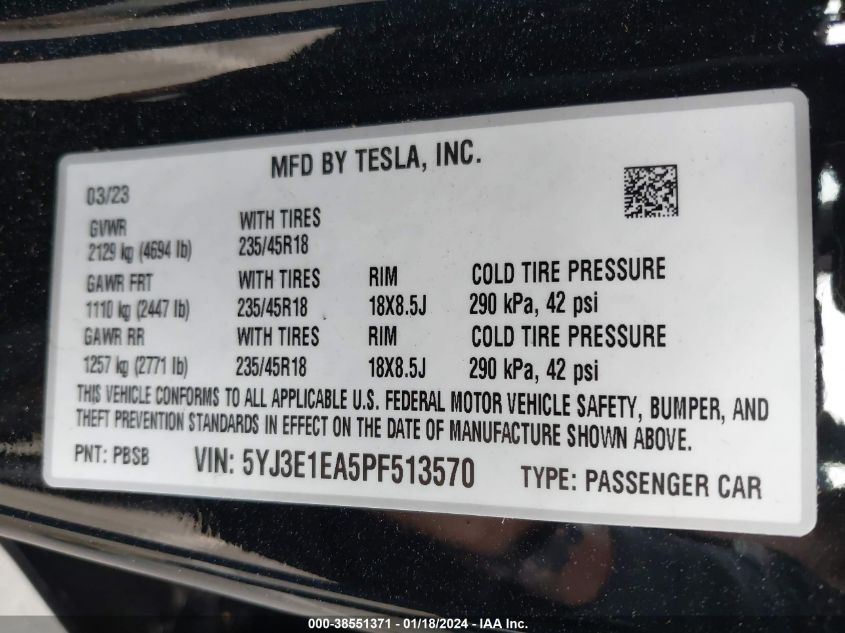 MFD BY TESLA, INC.
03/23
GVWR WITH TIRES
2129 kg (4694 lb) 235/45R18
GAWR FRT WITH TIRES RIM COLD TIRE PRESSURE
1110 kg (2447 lb) 235/45R18 18X8.5J 290 kPa, 42 psi
GAWR RR WITH TIRES RIM COLD TIRE PRESSURE
1257 kg (2771 lb) 235/45R18 18X8.5J 290 kPa, 42 psi
THIS VEHICLE CONFORMS TO ALL APPLICABLE U.S. FEDERAL MOTOR VEHICLE SAFETY, BUMPER, AND
THEFT PREVENTION STANDARDS IN EFFECT ON THE DATE OF MANUFACTURE SHOWN ABOVE.
PNT: PBSB VIN: 5YJ3E1EA5PF513570 TYPE: PASSENGER CAR
000-38551371 - 01/18/2024 - IAA Inc.